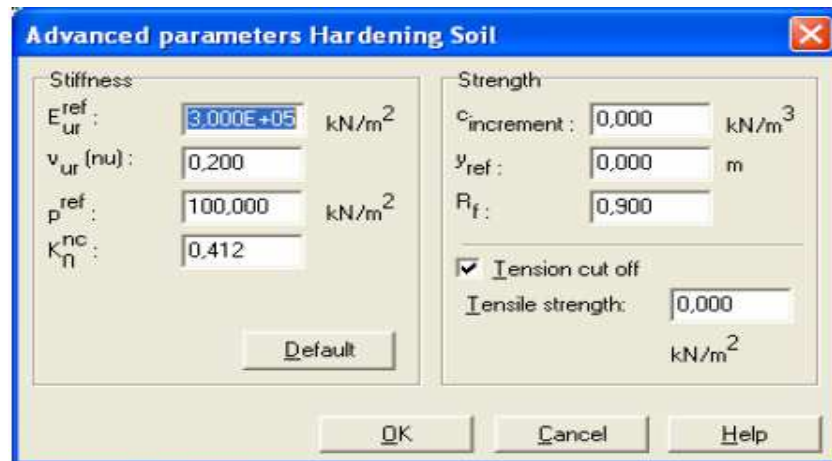 Advanced parameters Hardening Soil
Stiffness
E_ur^ref : 3,000E+05 kN/m²
ν_ur (nu) : 0,200
p^ref : 100,000 kN/m²
K_0^nc : 0,412
Default
Strength
c_increment : 0,000 kN/m³
y_ref : 0,000 m
R_f : 0,900
Tension cut off
Tensile strength: 0,000
kN/m²
OK Cancel Help